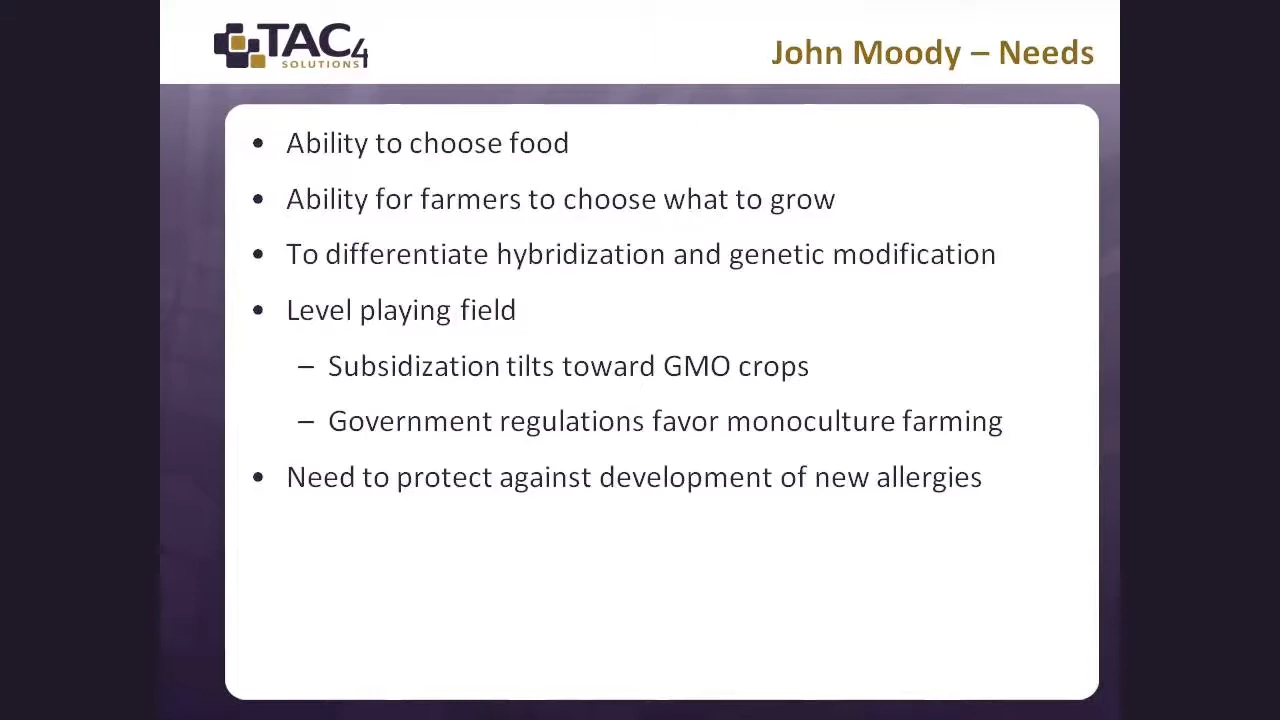 TAC4
SOLUTIONS
John Moody – Needs
• Ability to choose food
• Ability for farmers to choose what to grow
• To differentiate hybridization and genetic modification
• Level playing field
– Subsidization tilts toward GMO crops
– Government regulations favor monoculture farming
• Need to protect against development of new allergies